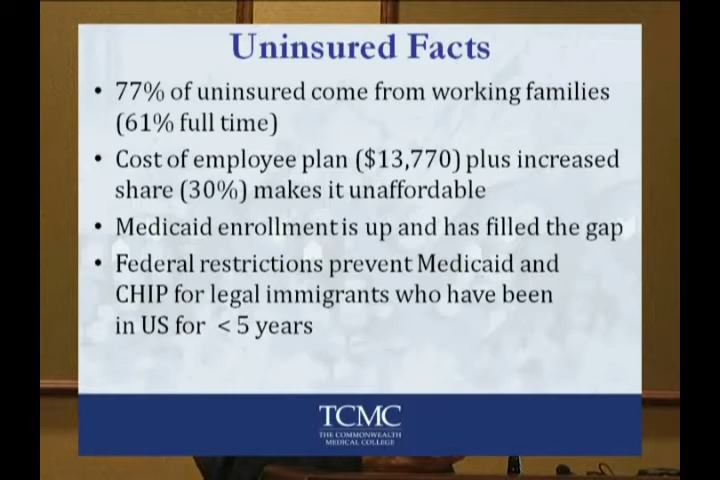 Uninsured Facts
• 77% of uninsured come from working families
(61% full time)
• Cost of employee plan ($13,770) plus increased
share (30%) makes it unaffordable
• Medicaid enrollment is up and has filled the gap
• Federal restrictions prevent Medicaid and
CHIP for legal immigrants who have been
in US for < 5 years
TCMC
THE COMMONWEALTH
MEDICAL COLLEGE